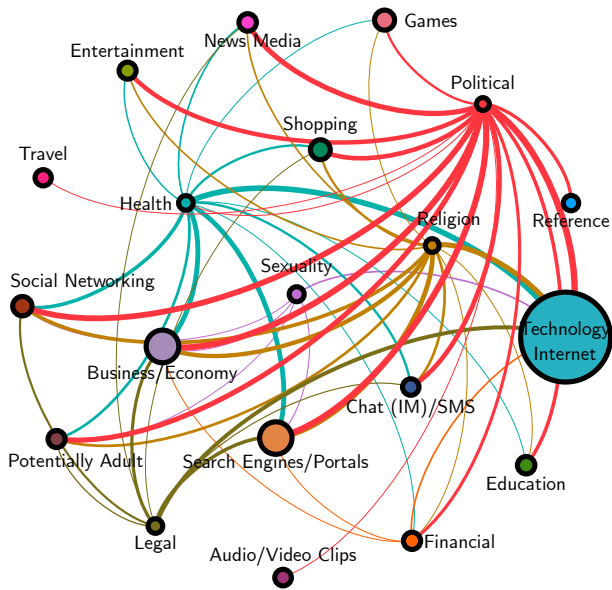 Games
News Media
Entertainment
Political
Shopping
Travel
Health
Religion
Reference
Sexuality
Social Networking
Technology
Internet
Business/Economy
Chat (IM)/SMS
Potentially Adult
Search Engines/Portals
Education
Legal
Financial
Audio/Video Clips